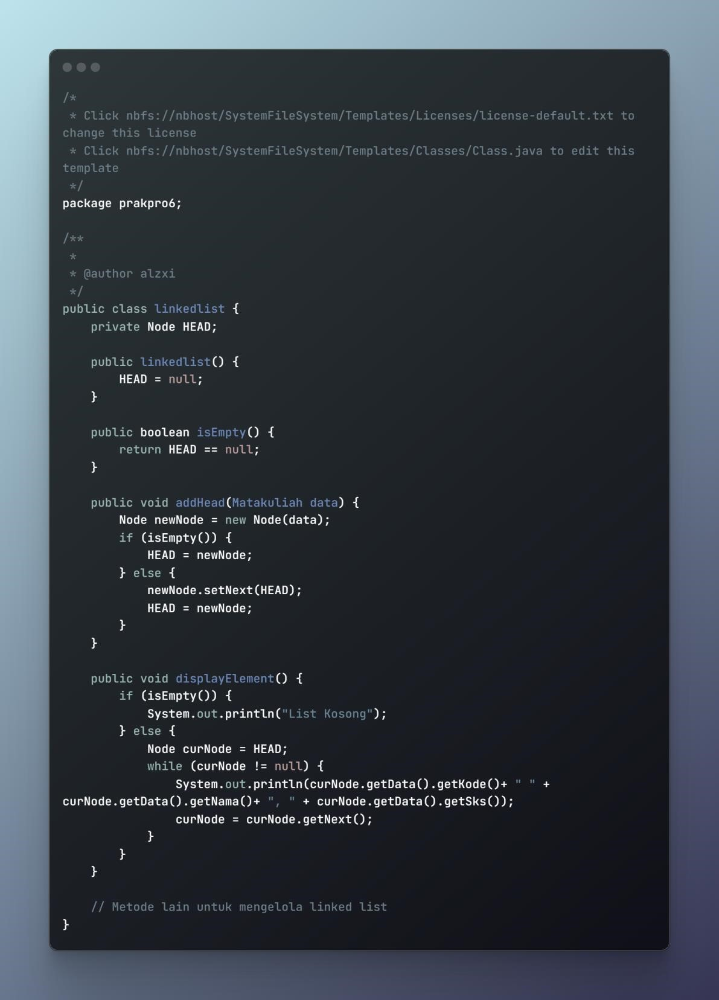 /*
 * Click nbfs://nbhost/SystemFileSystem/Templates/Licenses/license-default.txt to
change this license
 * Click nbfs://nbhost/SystemFileSystem/Templates/Classes/Class.java to edit this
template
 */
package prakpro6;

/**
 *
 * @author alzxi
 */
public class linkedlist {
    private Node HEAD;

    public linkedlist() {
        HEAD = null;
    }

    public boolean isEmpty() {
        return HEAD == null;
    }

    public void addHead(Matakuliah data) {
        Node newNode = new Node(data);
        if (isEmpty()) {
            HEAD = newNode;
        } else {
            newNode.setNext(HEAD);
            HEAD = newNode;
        }
    }

    public void displayElement() {
        if (isEmpty()) {
            System.out.println("List Kosong");
        } else {
            Node curNode = HEAD;
            while (curNode != null) {
                System.out.println(curNode.getData().getKode()+ " " +
curNode.getData().getNama()+ ", " + curNode.getData().getSks());
                curNode = curNode.getNext();
            }
        }
    }

    // Metode lain untuk mengelola linked list
}